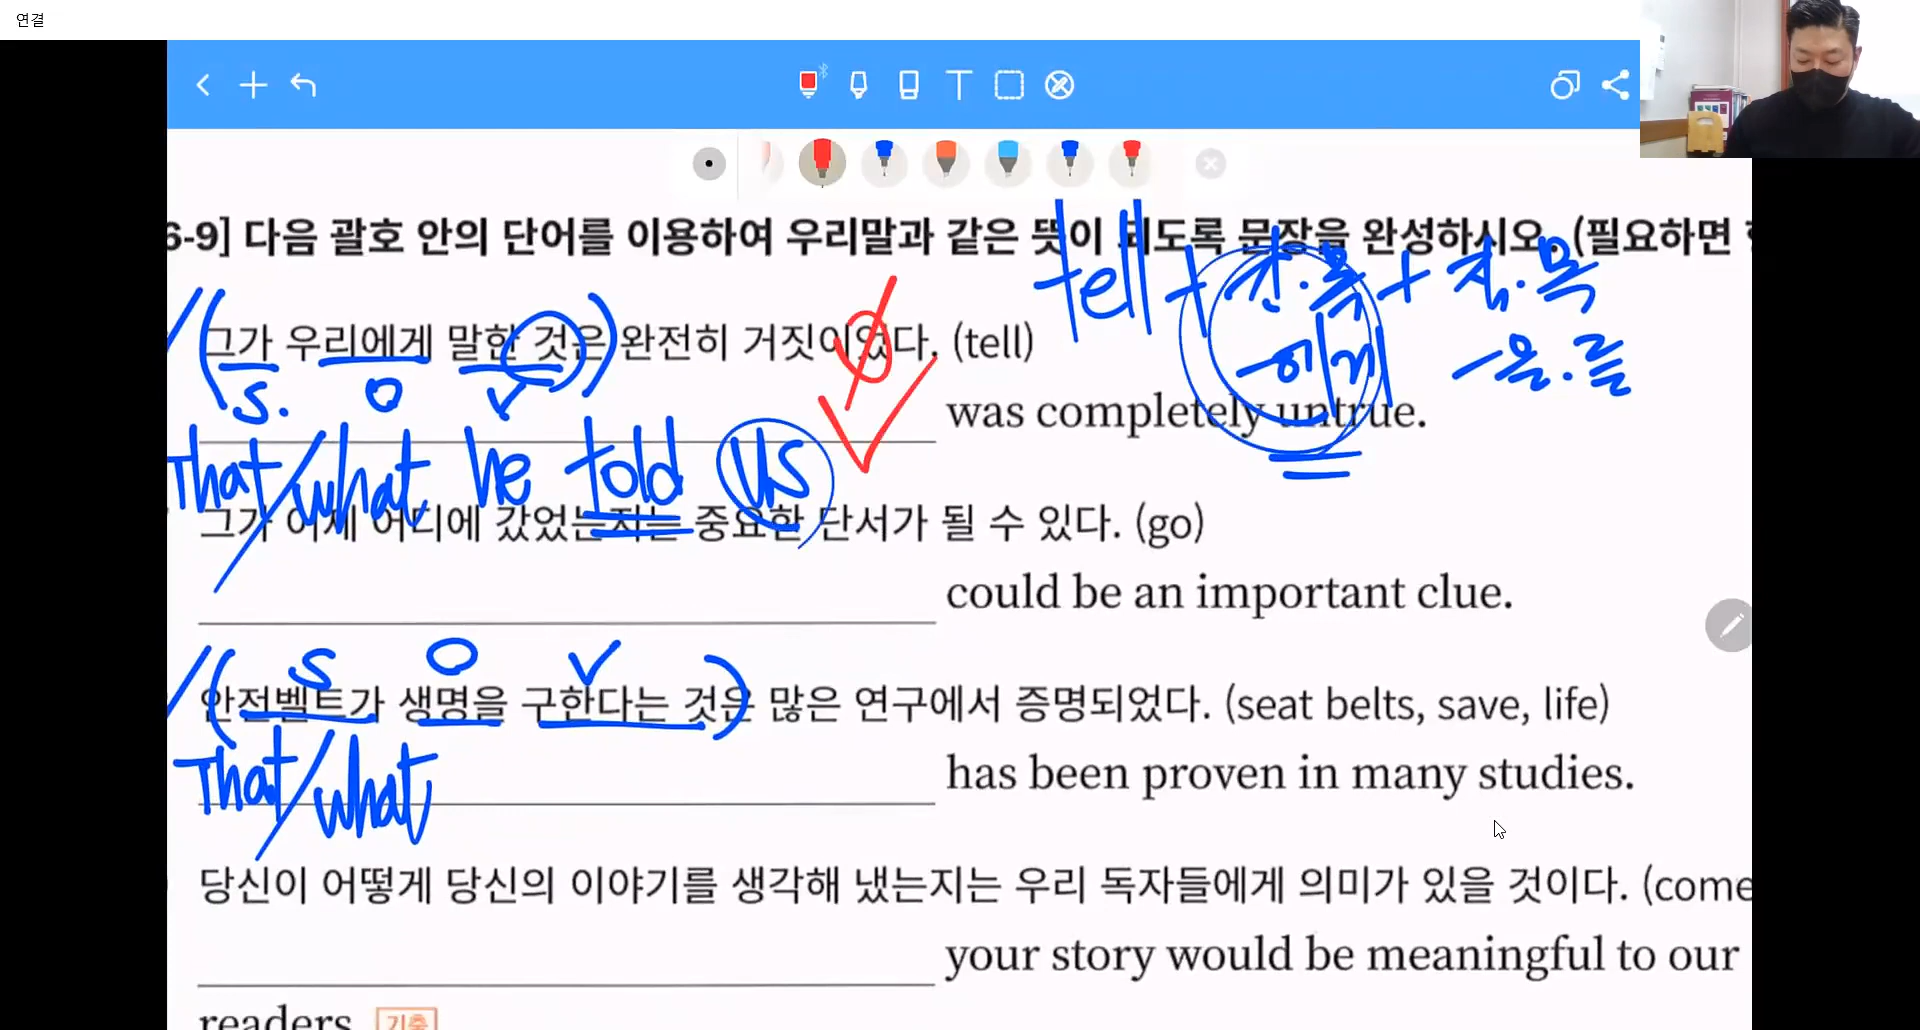 연결
6-9] 다음 괄호 안의 단어를 이용하여 우리말과 같은 뜻이 되도록 문장을 완성하시오. (필요하면
tell + 간.목 + 직.목
-에게 -을.를
그가 우리에게 말한 것은 완전히 거짓이었다. (tell)
S. O V
was completely untrue.
That/what he told us
그가 어제 어디에 갔었는지는 중요한 단서가 될 수 있다. (go)
could be an important clue.
S O V
안전벨트가 생명을 구한다는 것은 많은 연구에서 증명되었다. (seat belts, save, life)
That/what has been proven in many studies.
당신이 어떻게 당신의 이야기를 생각해 냈는지는 우리 독자들에게 의미가 있을 것이다. (come
your story would be meaningful to our
readers. 기출